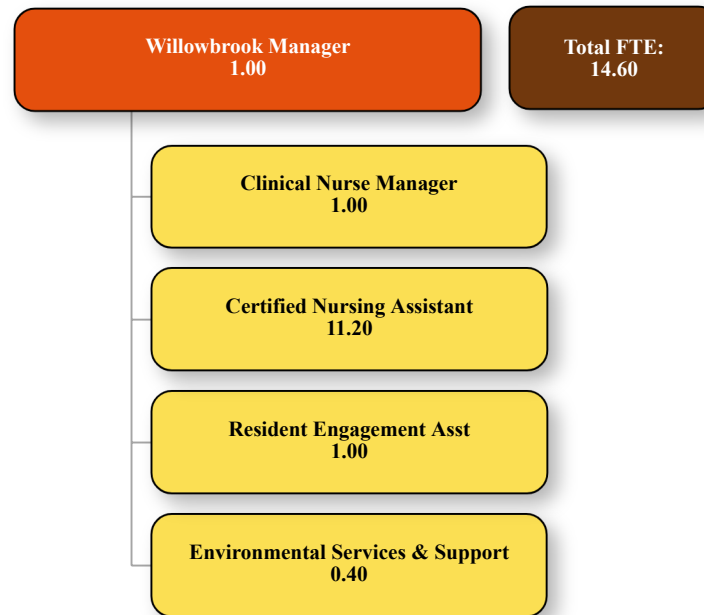 Willowbrook Manager
1.00
Total FTE:
14.60
Clinical Nurse Manager
1.00
Certified Nursing Assistant
11.20
Resident Engagement Asst
1.00
Environmental Services & Support
0.40